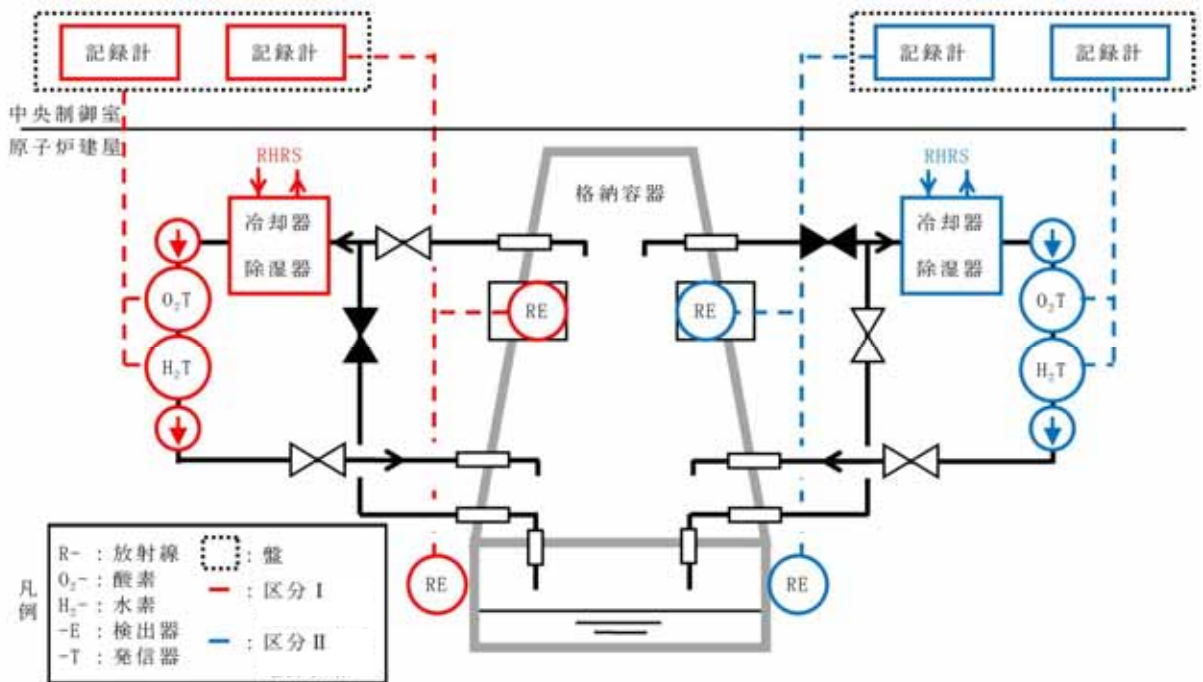 記録計
記録計
記録計
記録計
中央制御室
原子炉建屋
RHRS
冷却器
除湿器
O₂T
H₂T
格納容器
RE
RE
RHRS
冷却器
除湿器
O₂T
H₂T
RE
RE
凡例
R- : 放射線
O₂- : 酸素
H₂- : 水素
-E : 検出器
-T : 発信器
: 盤
: 区分 I
: 区分 II